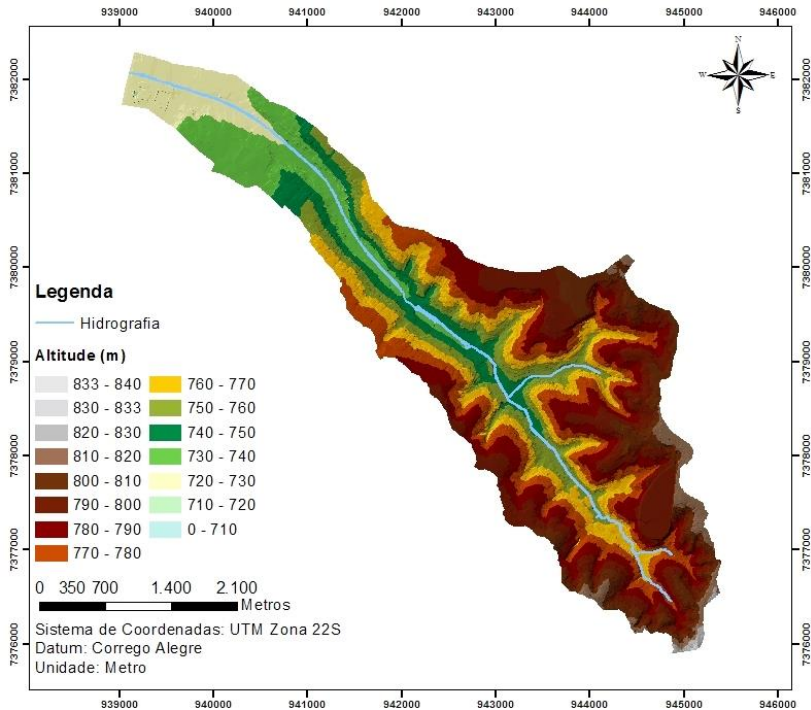 939000 940000 941000 942000 943000 944000 945000 946000
7382000
7381000
7380000
7379000
7378000
7377000
7376000
N
W E
S
7382000
7381000
7380000
7379000
7378000
7377000
7376000
Legenda
Hidrografia
Altitude (m)
833 - 840 760 - 770
830 - 833 750 - 760
820 - 830 740 - 750
810 - 820 730 - 740
800 - 810 720 - 730
790 - 800 710 - 720
780 - 790 0 - 710
770 - 780
0 350 700 1.400 2.100
Metros
Sistema de Coordenadas: UTM Zona 22S
Datum: Corrego Alegre
Unidade: Metro
939000 940000 941000 942000 943000 944000 945000 946000